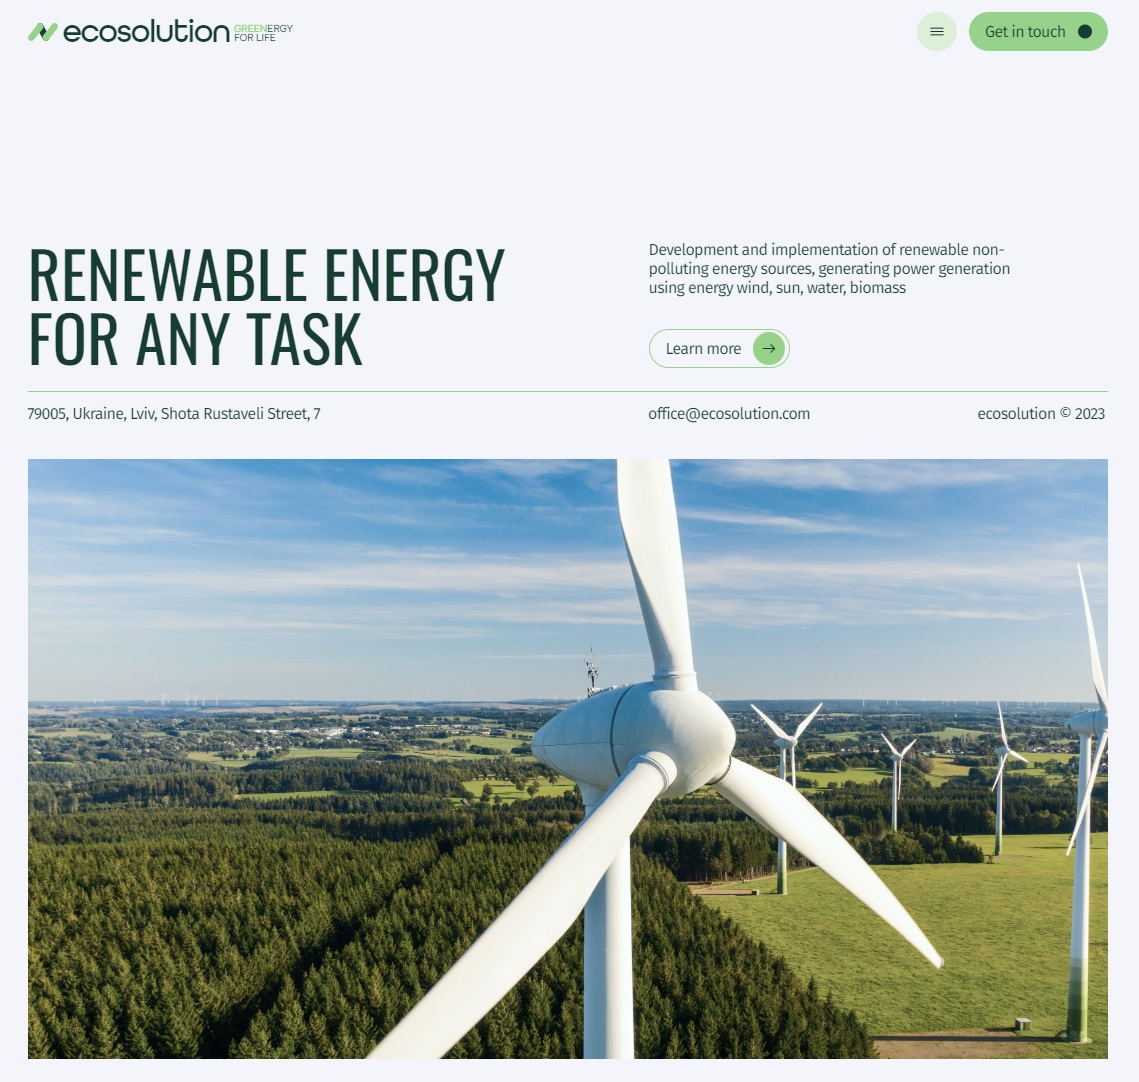 ecosolution
GREENERGY
FOR LIFE
Get in touch
RENEWABLE ENERGY
FOR ANY TASK
Development and implementation of renewable non-
polluting energy sources, generating power generation
using energy wind, sun, water, biomass
Learn more
79005, Ukraine, Lviv, Shota Rustaveli Street, 7
office@ecosolution.com
ecosolution © 2023